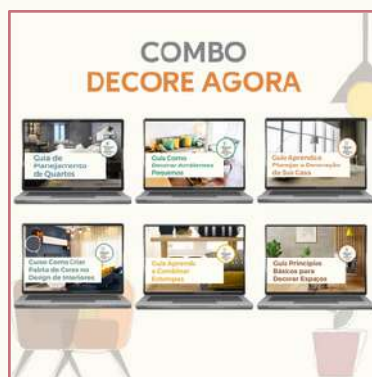 COMBO
DECORE AGORA
Guia de
Planejamento
de Quartos
Guia Como
Decorar Ambientes
Pequenos
Guia Aprenda a
Planejar a Decoração
da Sua Casa
Guia Como Criar
Paleta de Cores no
Design de Interiores
Guia Aprenda
a Combinar
Estampas
Guia Princípios
Básicos para
Decorar Espaços